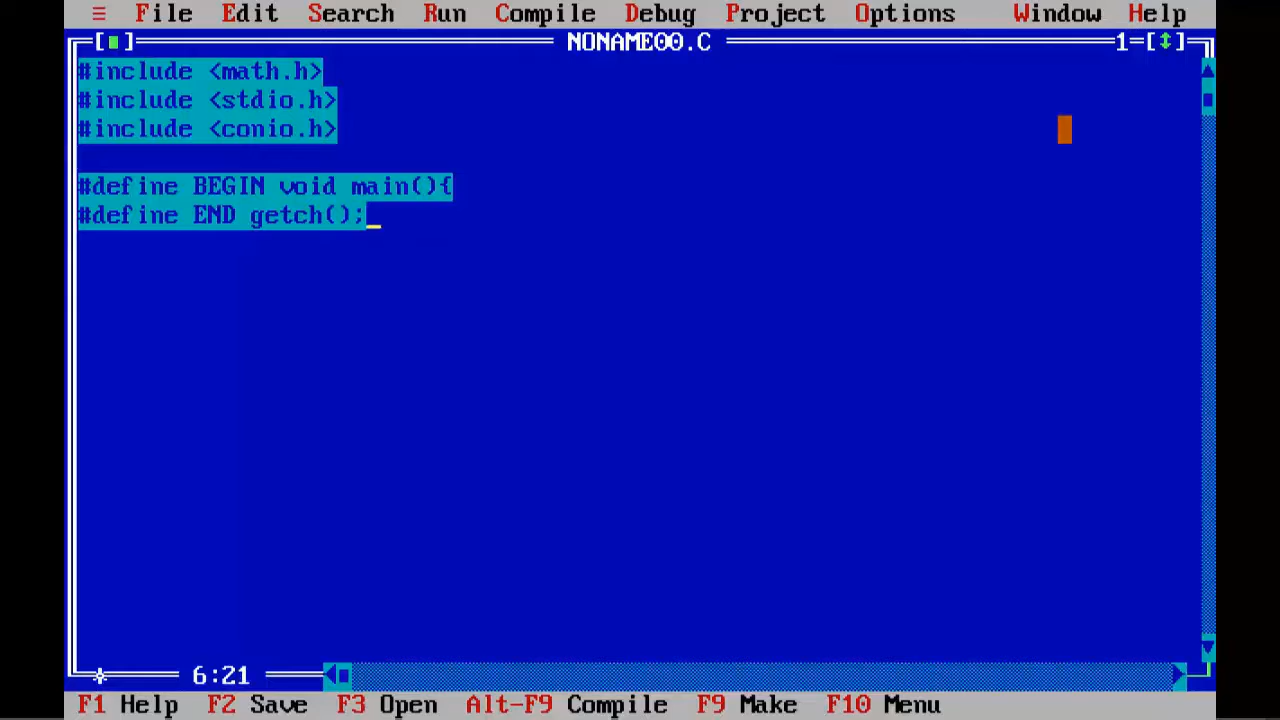 ≡ File Edit Search Run Compile Debug Project Options Window Help
[■] NONAME00.C 1=[↕]
#include <math.h>
#include <stdio.h>
#include <conio.h>
#define BEGIN void main(){
#define END getch();
6:21
F1 Help F2 Save F3 Open Alt-F9 Compile F9 Make F10 Menu